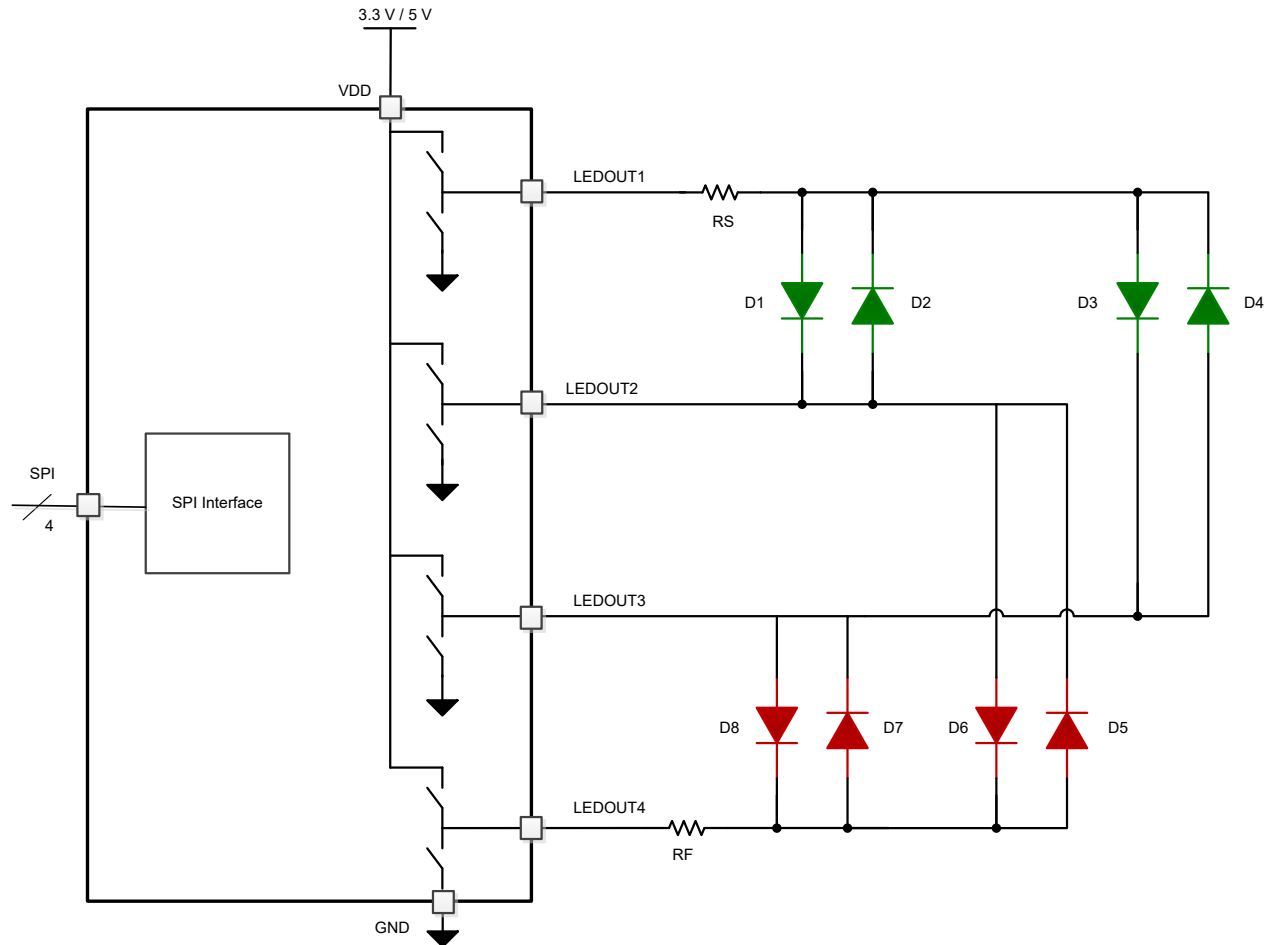 3.3 V / 5 V
VDD
LEDOUT1
RS
D1
D2
D3
D4
LEDOUT2
SPI
4
SPI Interface
LEDOUT3
D8
D7
D6
D5
LEDOUT4
RF
GND